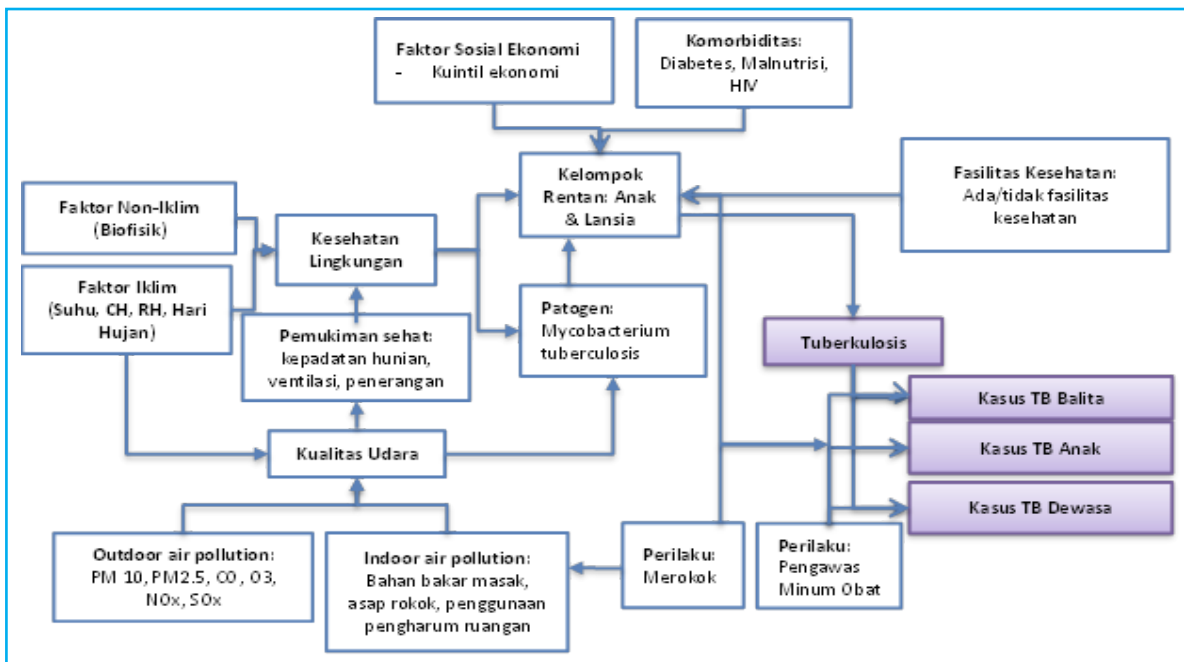 Faktor Sosial Ekonomi
- Kuintil ekonomi
Komorbiditas:
Diabetes, Malnutrisi,
HIV
Kelompok
Rentan: Anak
& Lansia
Fasilitas Kesehatan:
Ada/tidak fasilitas
kesehatan
Faktor Non-Iklim
(Biofisik)
Kesehatan
Lingkungan
Faktor Iklim
(Suhu, CH, RH, Hari
Hujan)
Patogen:
Mycobacterium
tuberculosis
Pemukiman sehat:
kepadatan hunian,
ventilasi, penerangan
Tuberkulosis
Kasus TB Balita
Kasus TB Anak
Kasus TB Dewasa
Kualitas Udara
Outdoor air pollution:
PM 10, PM2.5, CO, O3,
NOx, SOx
Indoor air pollution:
Bahan bakar masak,
asap rokok, penggunaan
pengharum ruangan
Perilaku:
Merokok
Perilaku:
Pengawas
Minum Obat